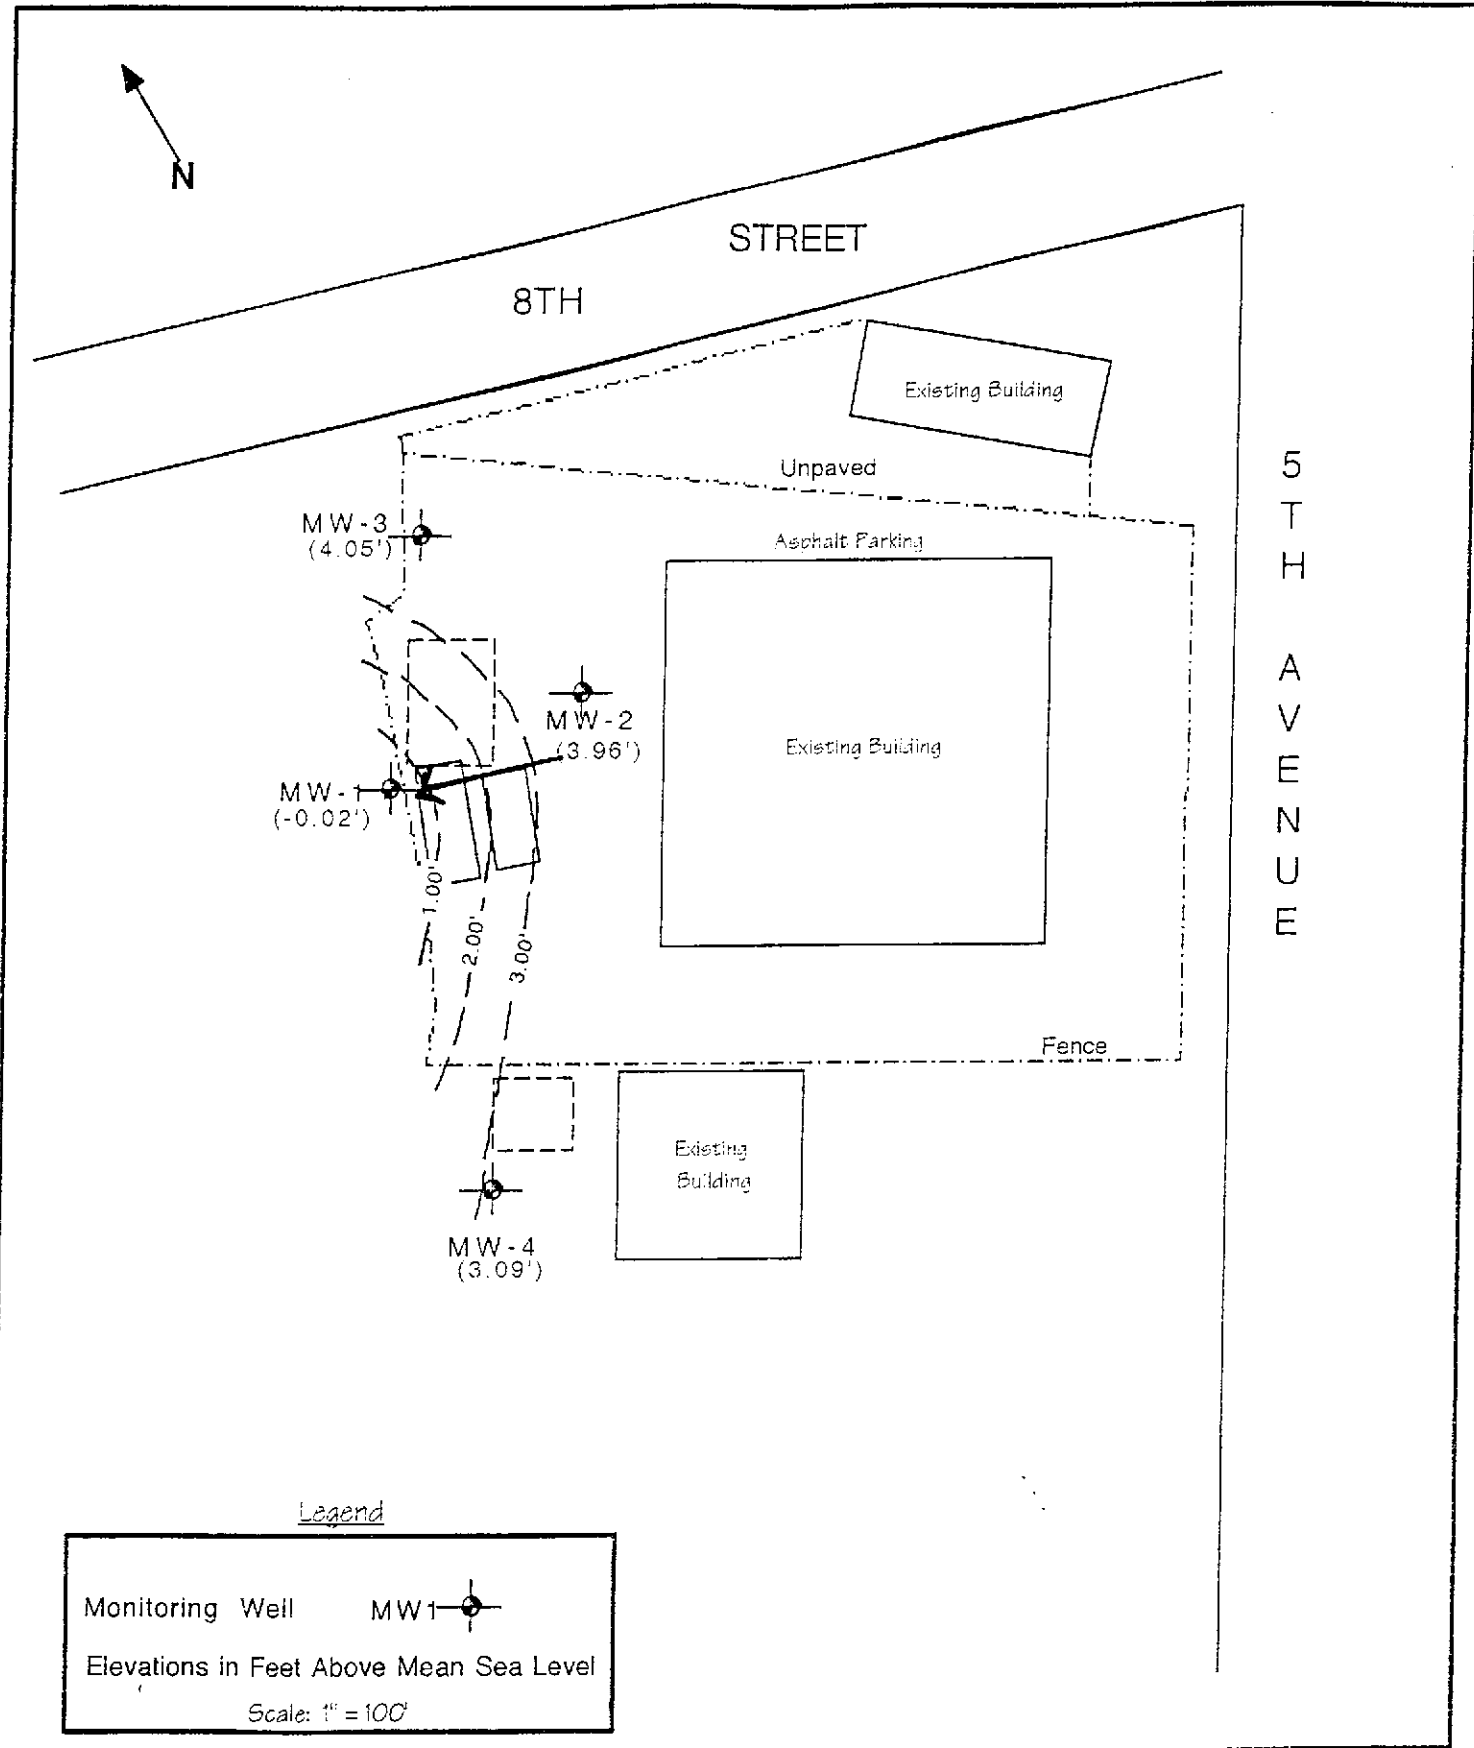 N
STREET
8TH
Existing Building
Unpaved
5TH AVENUE
MW-3
(4.05')
Asphalt Parking
MW-2
(3.96')
Existing Building
MW-1
(-0.02')
1.00'
2.00'
3.00'
Fence
Existing
Building
MW-4
(3.09')
Legend
Monitoring Well MW1
Elevations in Feet Above Mean Sea Level
Scale: 1" = 100'